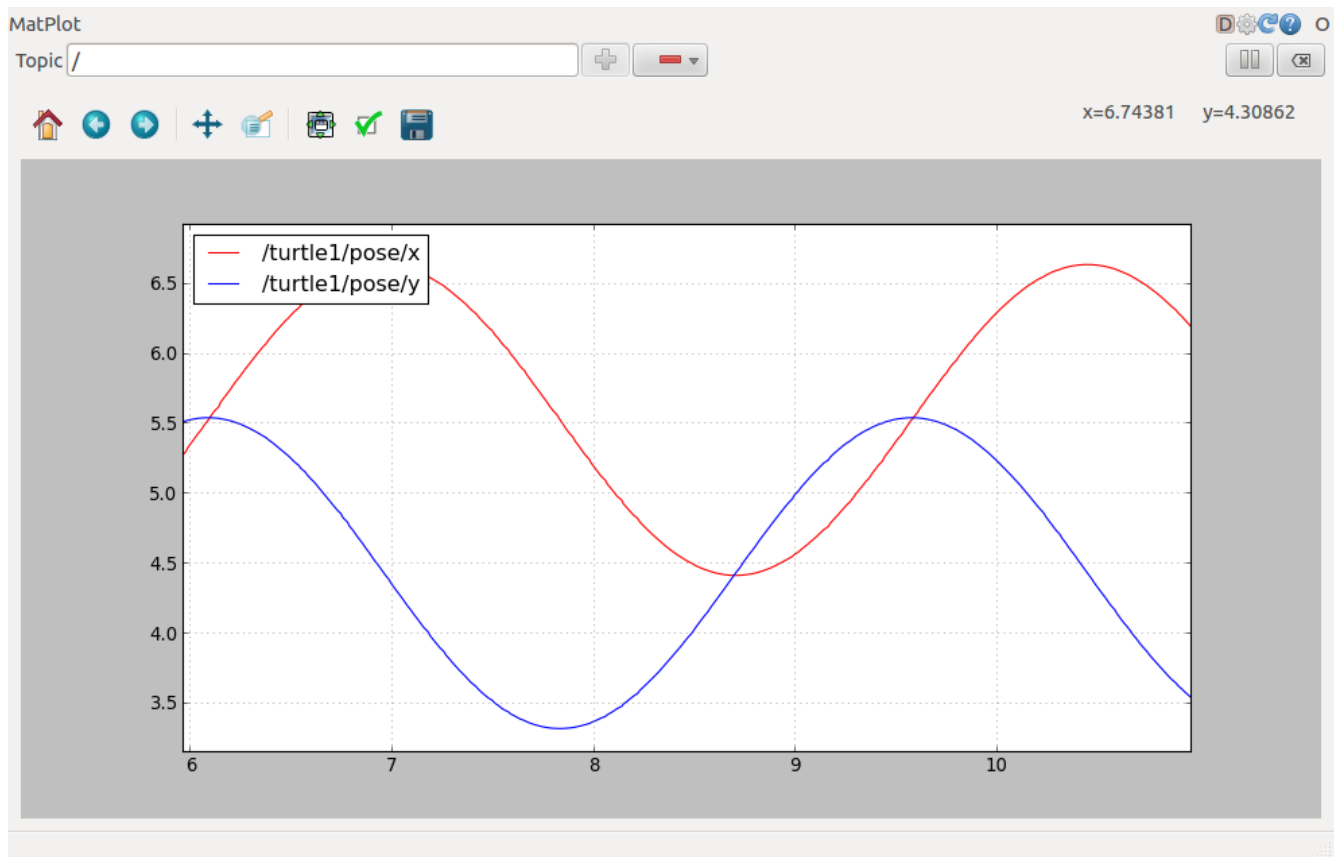 MatPlot D ? O
Topic /
x=6.74381 y=4.30862
/turtle1/pose/x
/turtle1/pose/y
6.5
6.0
5.5
5.0
4.5
4.0
3.5
6 7 8 9 10